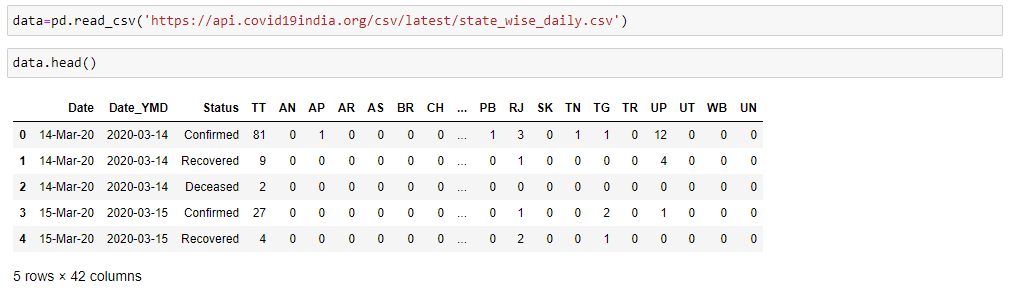 data=pd.read_csv('https://api.covid19india.org/csv/latest/state_wise_daily.csv')
data.head()
Date Date_YMD Status TT AN AP AR AS BR CH ... PB RJ SK TN TG TR UP UT WB UN
0 14-Mar-20 2020-03-14 Confirmed 81 0 1 0 0 0 0 ... 1 3 0 1 1 0 12 0 0 0
1 14-Mar-20 2020-03-14 Recovered 9 0 0 0 0 0 0 ... 0 1 0 0 0 0 4 0 0 0
2 14-Mar-20 2020-03-14 Deceased 2 0 0 0 0 0 0 ... 0 0 0 0 0 0 0 0 0 0
3 15-Mar-20 2020-03-15 Confirmed 27 0 0 0 0 0 0 ... 0 1 0 0 2 0 1 0 0 0
4 15-Mar-20 2020-03-15 Recovered 4 0 0 0 0 0 0 ... 0 2 0 0 1 0 0 0 0 0
5 rows × 42 columns